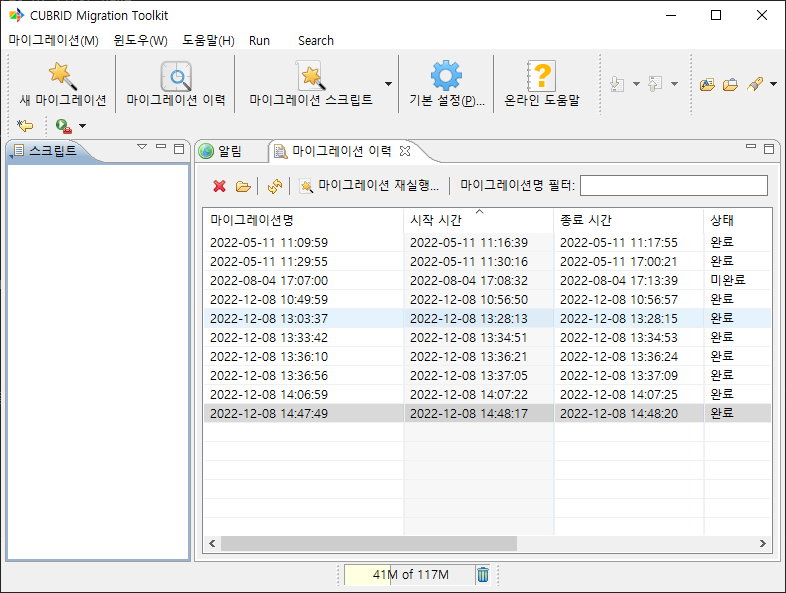 CUBRID Migration Toolkit
마이그레이션(M) 윈도우(W) 도움말(H) Run Search
새 마이그레이션 마이그레이션 이력 마이그레이션 스크립트 기본 설정(P)... 온라인 도움말
스크립트
알림 마이그레이션 이력
마이그레이션 재실행... 마이그레이션명 필터:
마이그레이션명 시작 시간 종료 시간 상태
2022-05-11 11:09:59 2022-05-11 11:16:39 2022-05-11 11:17:55 완료
2022-05-11 11:29:55 2022-05-11 11:30:16 2022-05-11 17:00:21 완료
2022-08-04 17:07:00 2022-08-04 17:08:32 2022-08-04 17:13:39 미완료
2022-12-08 10:49:59 2022-12-08 10:56:50 2022-12-08 10:56:57 완료
2022-12-08 13:03:37 2022-12-08 13:28:13 2022-12-08 13:28:15 완료
2022-12-08 13:33:42 2022-12-08 13:34:51 2022-12-08 13:34:53 완료
2022-12-08 13:36:10 2022-12-08 13:36:21 2022-12-08 13:36:24 완료
2022-12-08 13:36:56 2022-12-08 13:37:05 2022-12-08 13:37:09 완료
2022-12-08 14:06:59 2022-12-08 14:07:22 2022-12-08 14:07:25 완료
2022-12-08 14:47:49 2022-12-08 14:48:17 2022-12-08 14:48:20 완료
41M of 117M